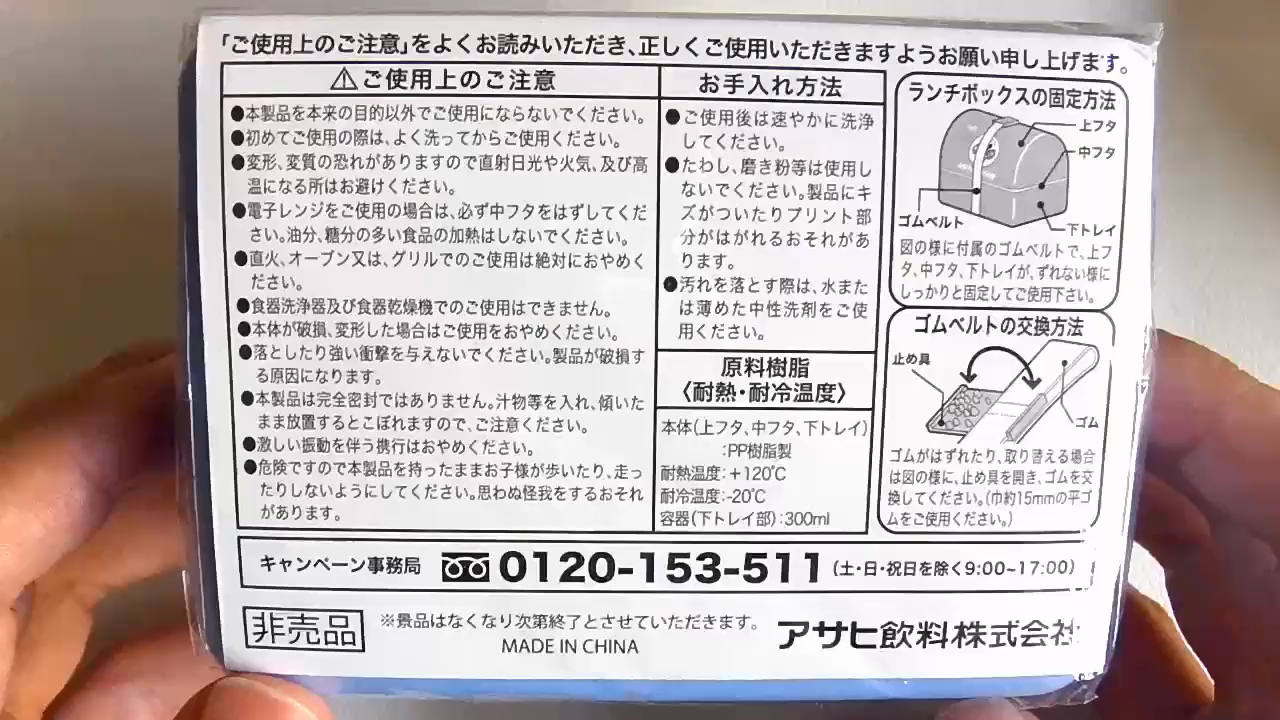 「ご使用上のご注意」をよくお読みいただき、正しくご使用いただきますようお願い申し上げます。
⚠ご使用上のご注意
●本製品を本来の目的以外でご使用にならないでください。
●初めてご使用の際は、よく洗ってからご使用ください。
●変形、変質の恐れがありますので直射日光や火気、及び高
温になる所はお避けください。
●電子レンジをご使用の場合は、必ず中フタをはずしてくだ
さい。油分、糖分の多い食品の加熱はしないでください。
●直火、オーブン又は、グリルでのご使用は絶対におやめく
ださい。
●食器洗浄器及び食器乾燥機でのご使用はできません。
●本体が破損、変形した場合はご使用をおやめください。
●落としたり強い衝撃を与えないでください。製品が破損す
る原因になります。
●本製品は完全密封ではありません。汁物等を入れ、傾いた
まま放置するとこぼれますので、ご注意ください。
●激しい振動を伴う携行はおやめください。
●危険ですので本製品を持ったままお子様が歩いたり、走っ
たりしないようにしてください。思わぬ怪我をするおそれ
があります。
お手入れ方法
●ご使用後は速やかに洗浄
してください。
●たわし、磨き粉等は使用し
ないでください。製品にキ
ズがついたりプリント部
分がはがれるおそれがあ
ります。
●汚れを落とす際は、水また
は薄めた中性洗剤をご使
用ください。
原料樹脂
〈耐熱・耐冷温度〉
本体（上フタ、中フタ、下トレイ）
：PP樹脂製
耐熱温度：＋120℃
耐冷温度：-20℃
容器（下トレイ部）：300ml
ランチボックスの固定方法
上フタ
中フタ
ゴムベルト
下トレイ
図の様に付属のゴムベルトで、上フ
タ、中フタ、下トレイが、ずれない様に
しっかりと固定してご使用下さい。
ゴムベルトの交換方法
止め具
ゴム
ゴムがはずれたり、取り替える場合
は図の様に、止め具を開き、ゴムを交
換してください。（巾約15mmの平ゴ
ムをご使用ください。）
キャンペーン事務局 0120-153-511（土・日・祝日を除く9:00~17:00）
非売品
※景品はなくなり次第終了とさせていただきます。
MADE IN CHINA
アサヒ飲料株式会社